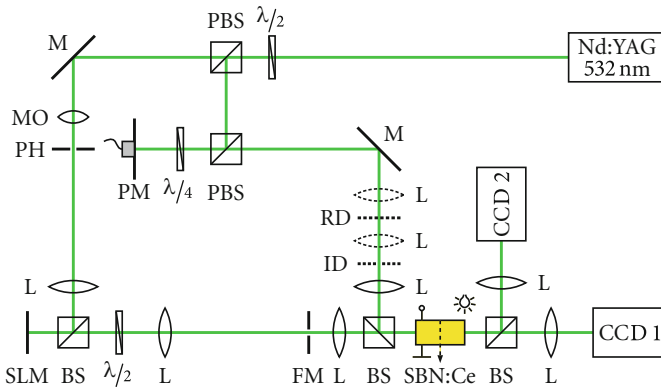 PBS
λ/2
M
Nd:YAG
532 nm
MO
PH
PM
λ/4
PBS
M
L
RD
L
ID
L
CCD 2
L
L
SLM
BS
λ/2
L
FM
L
BS
SBN:Ce
BS
L
CCD 1